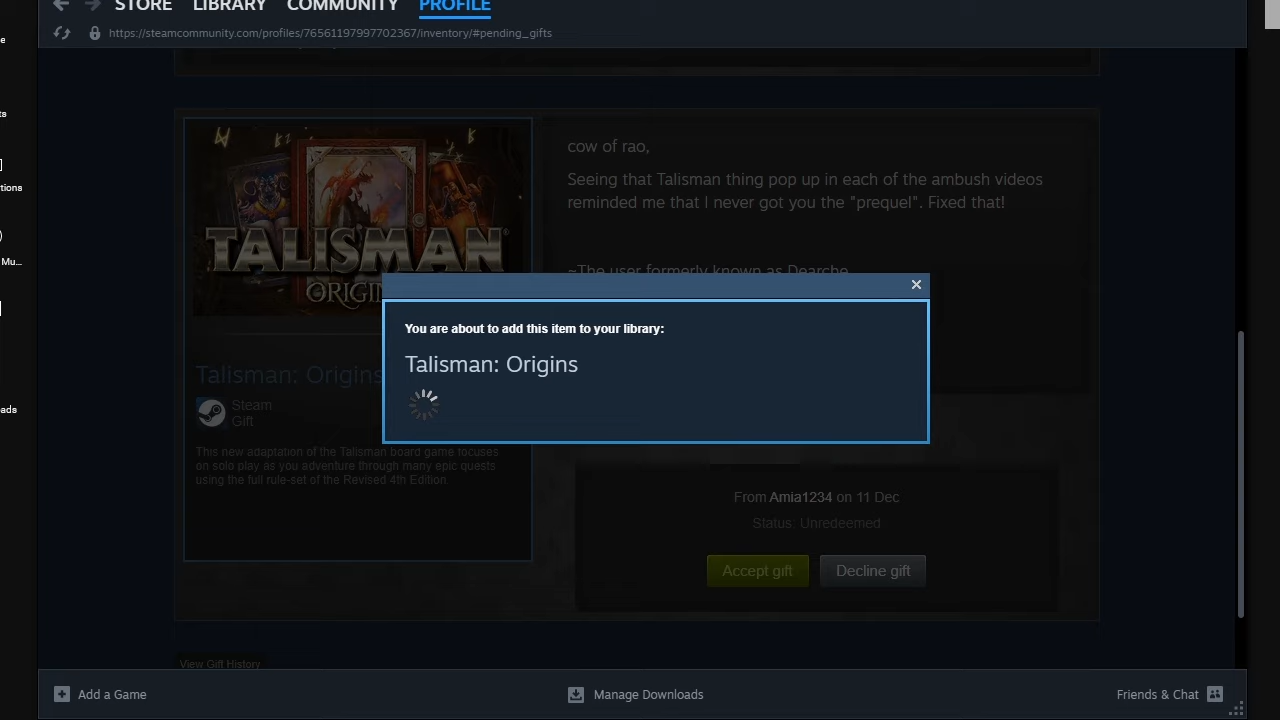 STORE LIBRARY COMMUNITY PROFILE
https://steamcommunity.com/profiles/76561197997702367/inventory/#pending_gifts
e
ts
tions
Mu...
ads
TALISMAN
ORIGIN
cow of rao,
Seeing that Talisman thing pop up in each of the ambush videos
reminded me that I never got you the "prequel". Fixed that!
~The user formerly known as Dearche
You are about to add this item to your library:
Talisman: Origins
Talisman: Origins
Steam
Gift
This new adaptation of the Talisman board game focuses
on solo play as you adventure through many epic quests
using the full rule-set of the Revised 4th Edition.
From Amia1234 on 11 Dec
Status: Unredeemed
Accept gift Decline gift
View Gift History
Add a Game Manage Downloads Friends & Chat